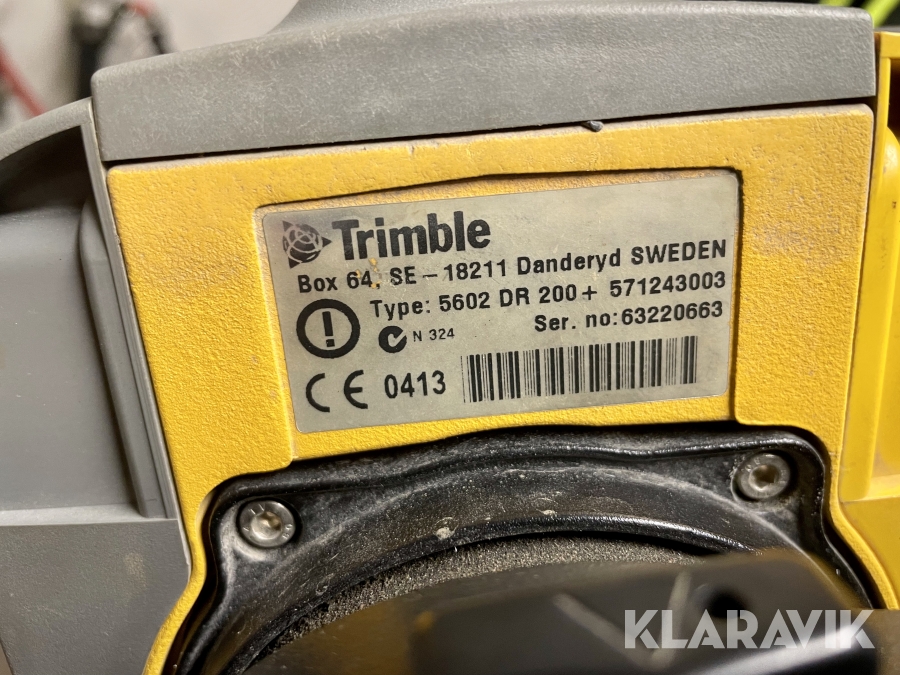 Trimble
Box 64, SE - 18211 Danderyd SWEDEN
Type: 5602 DR 200+ 571243003
N 324
Ser. no:63220663
CE 0413
KLARAVIK